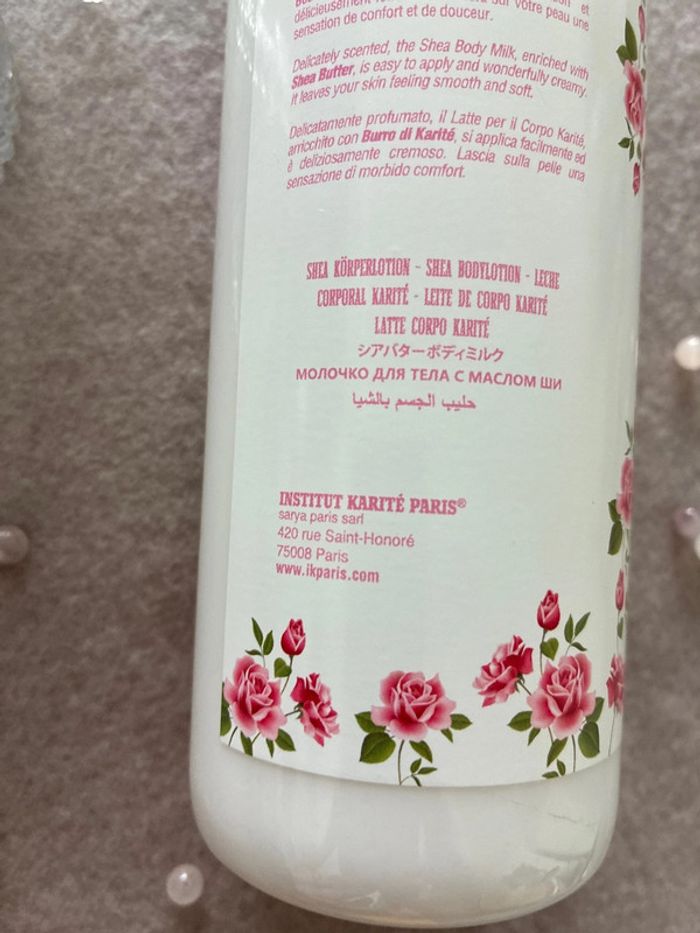 délicieusement
sur votre peau une
sensation de confort et de douceur.
Delicately scented, the Shea Body Milk, enriched with
Shea Butter, is easy to apply and wonderfully creamy.
It leaves your skin feeling smooth and soft.
Delicatamente profumato, il Latte per il Corpo Karité,
arricchito con Burro di Karité, si applica facilmente ed
è deliziosamente cremoso. Lascia sulla pelle una
sensazione di morbido comfort.
SHEA KÖRPERLOTION - SHEA BODYLOTION - LECHE
CORPORAL KARITÉ - LEITE DE CORPO KARITÉ
LATTE CORPO KARITÉ
シアバターボディミルク
МОЛОЧКО ДЛЯ ТЕЛА С МАСЛОМ ШИ
حليب الجسم بالشيا
INSTITUT KARITÉ PARIS®
sarya paris sarl
420 rue Saint-Honoré
75008 Paris
www.ikparis.com